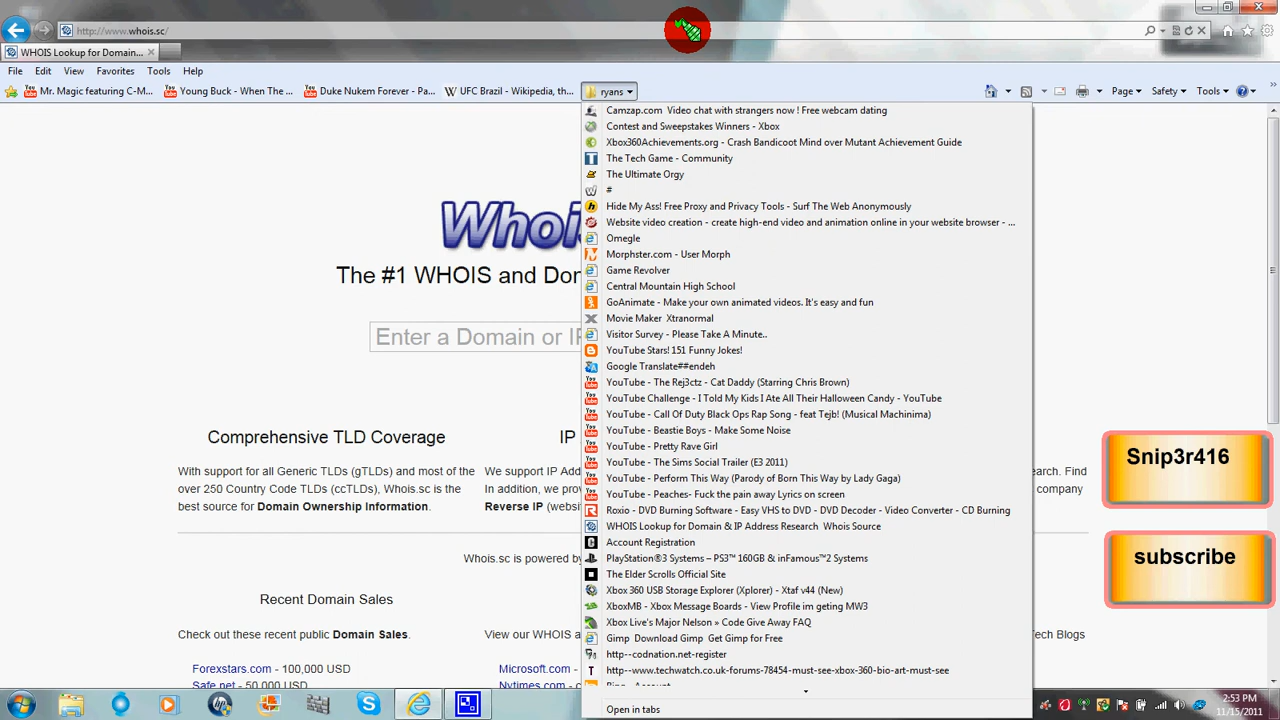 http://www.whois.sc/
WHOIS Lookup for Domain...
File Edit View Favorites Tools Help
Mr. Magic featuring C-M... Young Buck - When The ... Duke Nukem Forever - Pa... UFC Brazil - Wikipedia, th... ryans Page Safety Tools
Camzap.com Video chat with strangers now ! Free webcam dating
Contest and Sweepstakes Winners - Xbox
Xbox360Achievements.org - Crash Bandicoot Mind over Mutant Achievement Guide
The Tech Game - Community
The Ultimate Orgy
#
Hide My Ass! Free Proxy and Privacy Tools - Surf The Web Anonymously
Website video creation - create high-end video and animation online in your website browser - ...
Omegle
Morphster.com - User Morph
Game Revolver
Central Mountain High School
GoAnimate - Make your own animated videos. It's easy and fun
Movie Maker Xtranormal
Visitor Survey - Please Take A Minute..
YouTube Stars! 151 Funny Jokes!
Google Translate##endeh
YouTube - The Rej3ctz - Cat Daddy (Starring Chris Brown)
YouTube Challenge - I Told My Kids I Ate All Their Halloween Candy - YouTube
YouTube - Call Of Duty Black Ops Rap Song - feat Tejb! (Musical Machinima)
YouTube - Beastie Boys - Make Some Noise
YouTube - Pretty Rave Girl
YouTube - The Sims Social Trailer (E3 2011)
YouTube - Perform This Way (Parody of Born This Way by Lady Gaga)
YouTube - Peaches- Fuck the pain away Lyrics on screen
Roxio - DVD Burning Software - Easy VHS to DVD - DVD Decoder - Video Converter - CD Burning
WHOIS Lookup for Domain & IP Address Research Whois Source
Account Registration
PlayStation®3 Systems – PS3™ 160GB & inFamous™2 Systems
The Elder Scrolls Official Site
Xbox 360 USB Storage Explorer (Xplorer) - Xtaf v44 (New)
XboxMB - Xbox Message Boards - View Profile im geting MW3
Xbox Live's Major Nelson » Code Give Away FAQ
Gimp Download Gimp Get Gimp for Free
http--codnation.net-register
http--www.techwatch.co.uk-forums-78454-must-see-xbox-360-bio-art-must-see
Bing - Account
Open in tabs
Whoi
The #1 WHOIS and Do
Enter a Domain or IP
Comprehensive TLD Coverage
With support for all Generic TLDs (gTLDs) and most of the
over 250 Country Code TLDs (ccTLDs), Whois.sc is the
best source for Domain Ownership Information.
IP
We support IP Add
In addition, we pro
Reverse IP (websi
earch. Find
company
Whois.sc is powered by
Recent Domain Sales
Check out these recent public Domain Sales.
View our WHOIS a
Tech Blogs
Forexstars.com - 100,000 USD
Safe.net - 50,000 USD
Microsoft.com -
Nytimes.com -
Snip3r416
subscribe
2:53 PM
11/15/2011